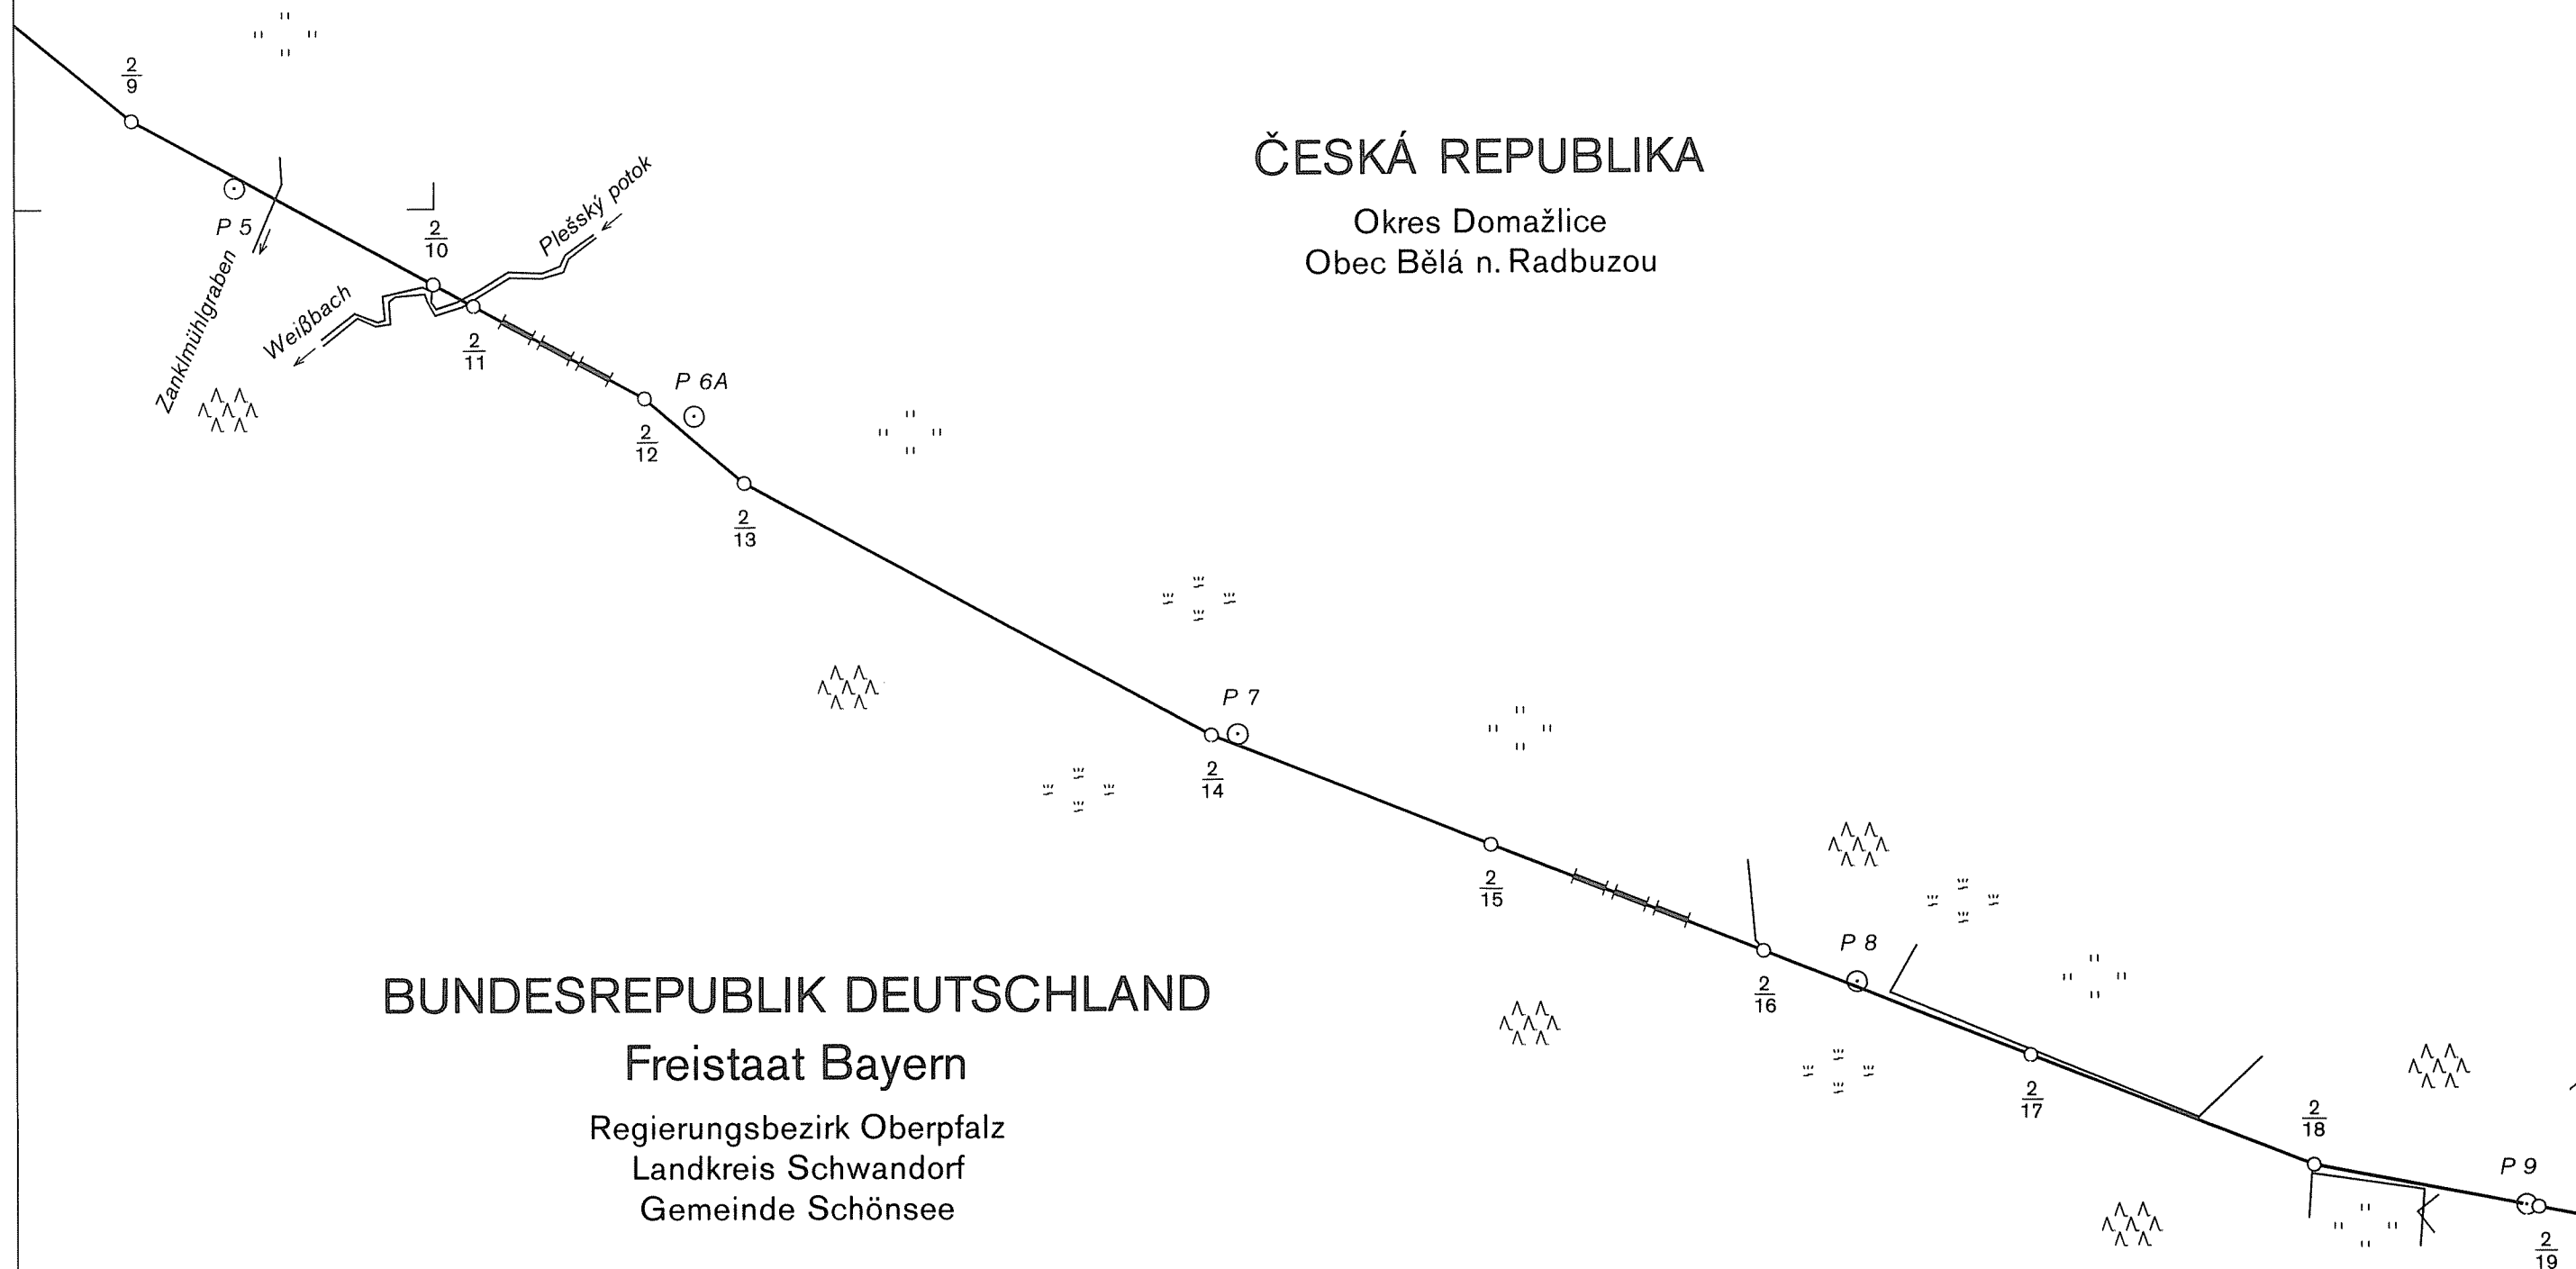 2
9
P 5
Zanklmühlgraben
2
10
Plešský potok
Weißbach
2
11
P 6A
2
12
2
13
ČESKÁ REPUBLIKA
Okres Domažlice
Obec Bělá n. Radbuzou
P 7
2
14
2
15
P 8
2
16
2
17
2
18
P 9
2
19
BUNDESREPUBLIK DEUTSCHLAND
Freistaat Bayern
Regierungsbezirk Oberpfalz
Landkreis Schwandorf
Gemeinde Schönsee